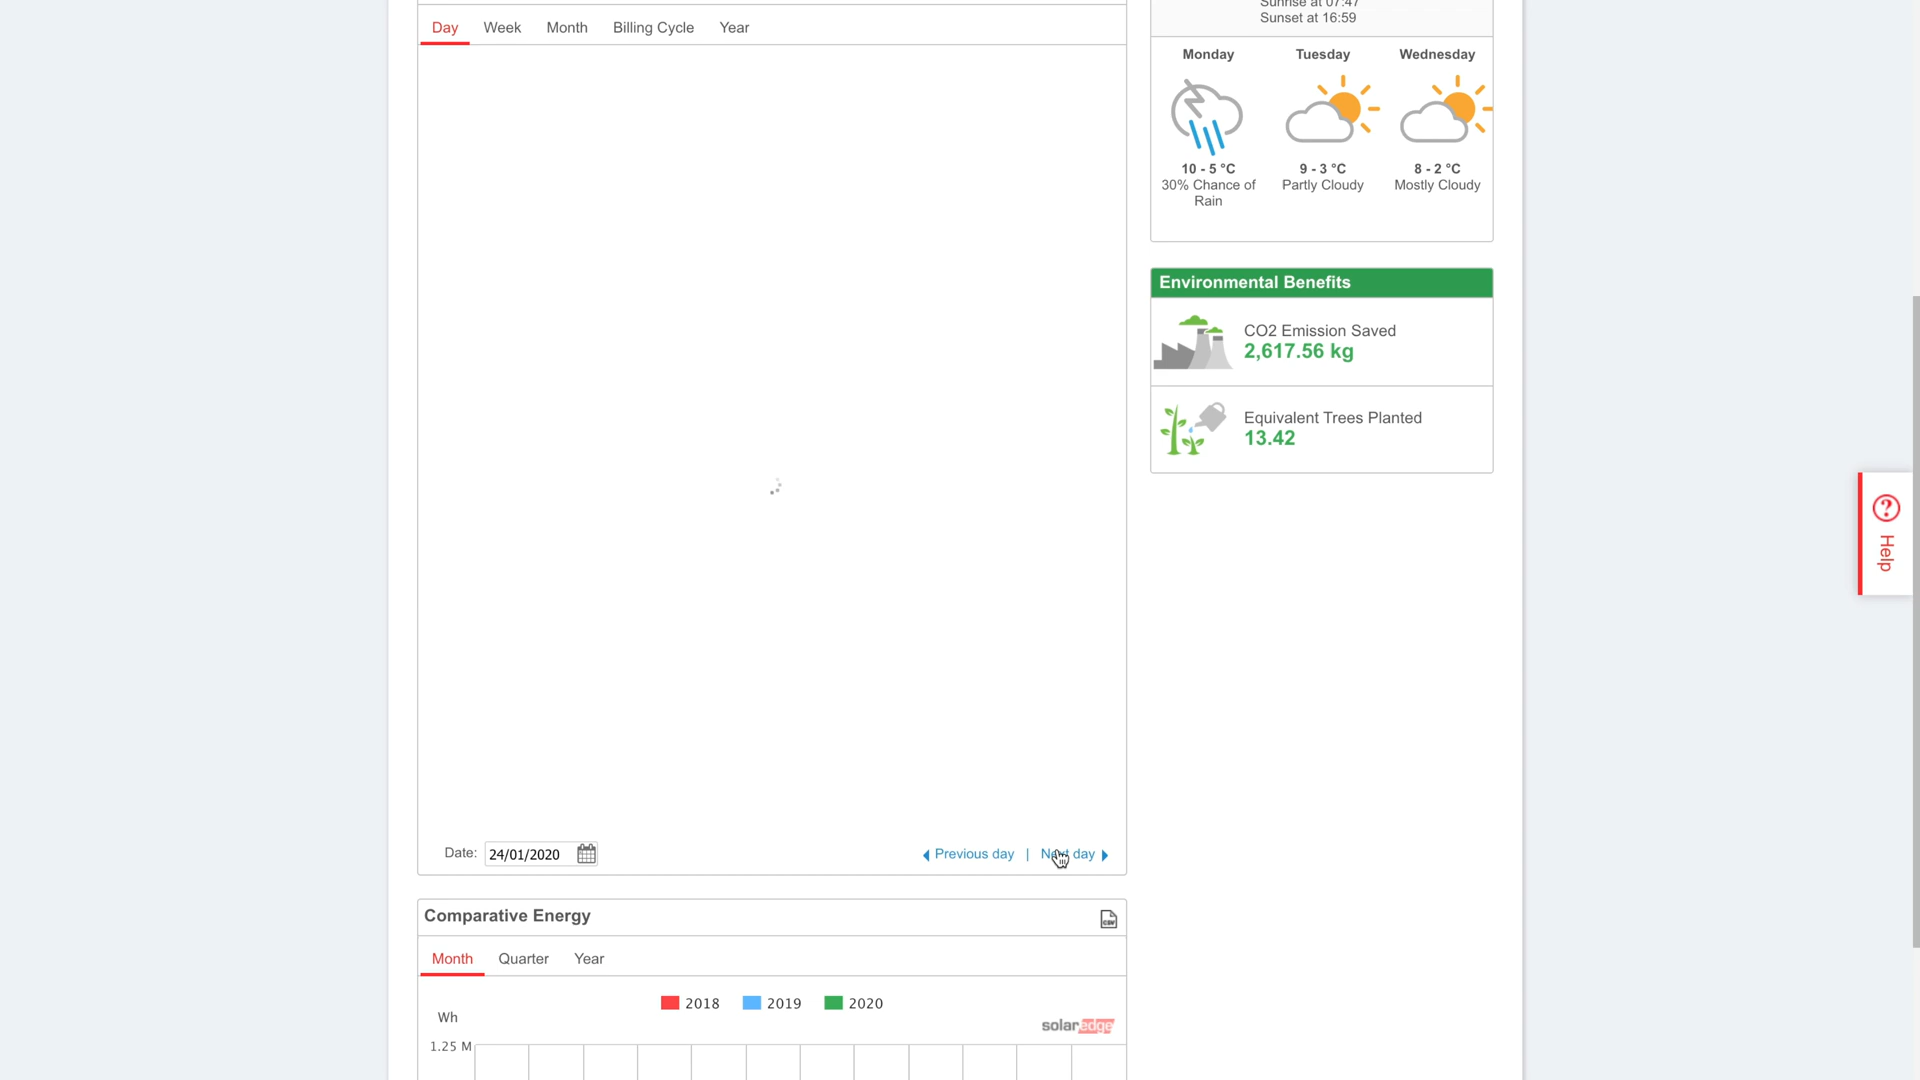 Day Week Month Billing Cycle Year
Sunrise at 07:47
Sunset at 16:59
Monday Tuesday Wednesday
10 - 5 °C 9 - 3 °C 8 - 2 °C
30% Chance of Partly Cloudy Mostly Cloudy
Rain
Environmental Benefits
CO2 Emission Saved
2,617.56 kg
Equivalent Trees Planted
13.42
? Help
Date: 24/01/2020 Previous day | Next day
Comparative Energy
CSV
Month Quarter Year
2018 2019 2020
Wh
solaredge
1.25 M